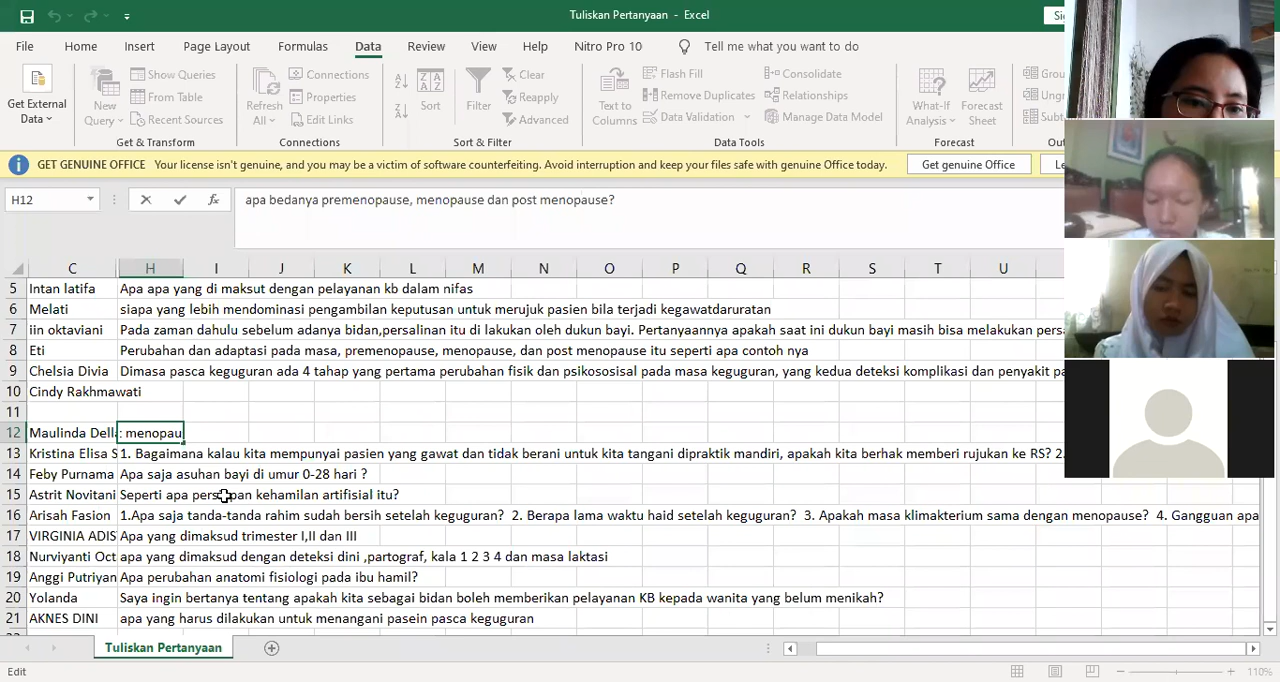 Tuliskan Pertanyaan - Excel
File Home Insert Page Layout Formulas Data Review View Help Nitro Pro 10 Tell me what you want to do
Get External Data
New Query
Show Queries
From Table
Recent Sources
Get & Transform
Refresh All
Connections
Properties
Edit Links
Connections
Sort
Filter
Clear
Reapply
Advanced
Sort & Filter
Text to Columns
Flash Fill
Remove Duplicates
Data Validation
Consolidate
Relationships
Manage Data Model
Data Tools
What-If Analysis
Forecast Sheet
Forecast
GET GENUINE OFFICE Your license isn't genuine, and you may be a victim of software counterfeiting. Avoid interruption and keep your files safe with genuine Office today. Get genuine Office
H12 fx apa bedanya premenopause, menopause dan post menopause?
C H I J K L M N O P Q R S T U
5 Intan latifa Apa apa yang di maksut dengan pelayanan kb dalam nifas
6 Melati siapa yang lebih mendominasi pengambilan keputusan untuk merujuk pasien bila terjadi kegawatdaruratan
7 iin oktaviani Pada zaman dahulu sebelum adanya bidan,persalinan itu di lakukan oleh dukun bayi. Pertanyaannya apakah saat ini dukun bayi masih bisa melakukan persa
8 Eti Perubahan dan adaptasi pada masa, premenopause, menopause, dan post menopause itu seperti apa contoh nya
9 Chelsia Divia Dimasa pasca keguguran ada 4 tahap yang pertama perubahan fisik dan psikososisal pada masa keguguran, yang kedua deteksi komplikasi dan penyakit pa
10 Cindy Rakhmawati
11
12 Maulinda Della : menopau
13 Kristina Elisa S 1. Bagaimana kalau kita mempunyai pasien yang gawat dan tidak berani untuk kita tangani dipraktik mandiri, apakah kita berhak memberi rujukan ke RS? 2.
14 Feby Purnama Apa saja asuhan bayi di umur 0-28 hari ?
15 Astrit Novitani Seperti apa persiapan kehamilan artifisial itu?
16 Arisah Fasion 1.Apa saja tanda-tanda rahim sudah bersih setelah keguguran? 2. Berapa lama waktu haid setelah keguguran? 3. Apakah masa klimakterium sama dengan menopause? 4. Gangguan apa
17 VIRGINIA ADIS Apa yang dimaksud trimester I,II dan III
18 Nurviyanti Oct apa yang dimaksud dengan deteksi dini ,partograf, kala 1 2 3 4 dan masa laktasi
19 Anggi Putriyan Apa perubahan anatomi fisiologi pada ibu hamil?
20 Yolanda Saya ingin bertanya tentang apakah kita sebagai bidan boleh memberikan pelayanan KB kepada wanita yang belum menikah?
21 AKNES DINI apa yang harus dilakukan untuk menangani pasein pasca keguguran
Tuliskan Pertanyaan
Edit 110%